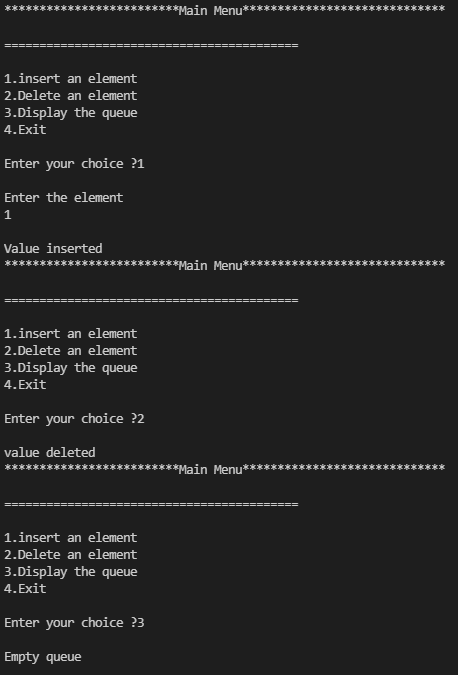 *************************Main Menu*****************************
==========================================
1.insert an element
2.Delete an element
3.Display the queue
4.Exit
Enter your choice ?1
Enter the element
1
Value inserted
*************************Main Menu*****************************
==========================================
1.insert an element
2.Delete an element
3.Display the queue
4.Exit
Enter your choice ?2
value deleted
*************************Main Menu*****************************
==========================================
1.insert an element
2.Delete an element
3.Display the queue
4.Exit
Enter your choice ?3
Empty queue